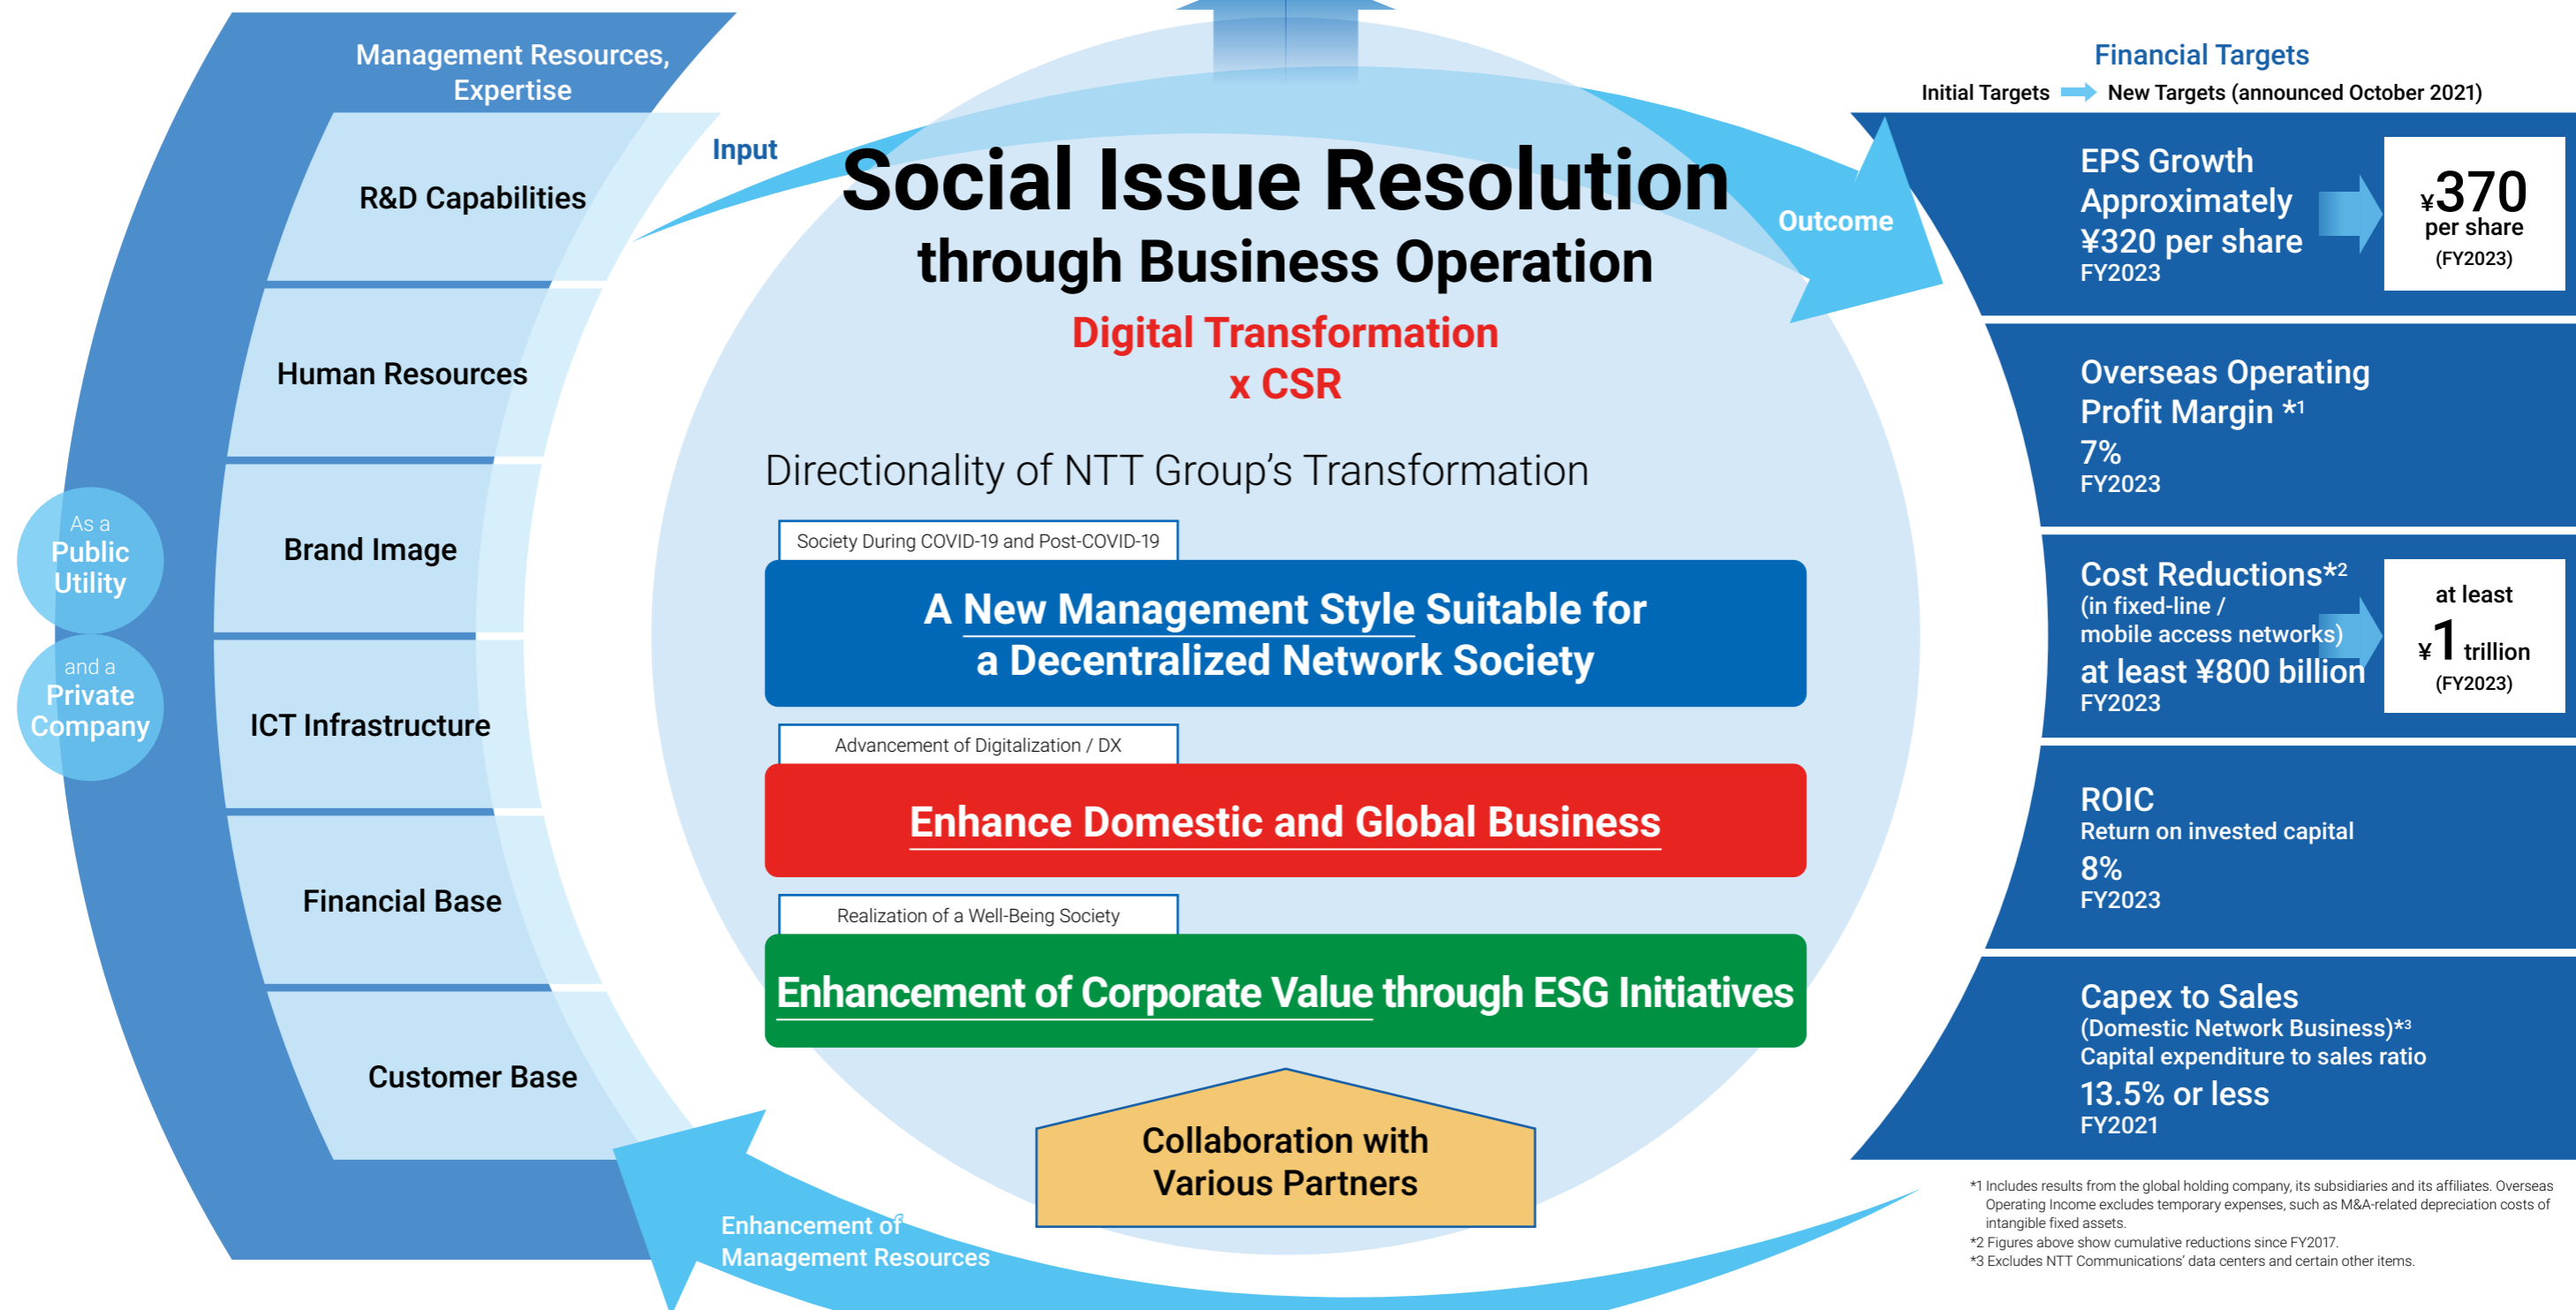 Management Resources,
Expertise
R&D Capabilities
Human Resources
Brand Image
ICT Infrastructure
Financial Base
Customer Base
As a
Public
Utility
and a
Private
Company
Input
Social Issue Resolution
through Business Operation
Digital Transformation
x CSR
Directionality of NTT Group’s Transformation
Society During COVID-19 and Post-COVID-19
A New Management Style Suitable for
a Decentralized Network Society
Advancement of Digitalization / DX
Enhance Domestic and Global Business
Realization of a Well-Being Society
Enhancement of Corporate Value through ESG Initiatives
Collaboration with
Various Partners
Enhancement of
Management Resources
Outcome
Financial Targets
Initial Targets New Targets (announced October 2021)
EPS Growth
Approximately
¥320 per share
FY2023
¥370
per share
(FY2023)
Overseas Operating
Profit Margin *1
7%
FY2023
Cost Reductions*2
(in fixed-line /
mobile access networks)
at least ¥800 billion
FY2023
at least
¥1 trillion
(FY2023)
ROIC
Return on invested capital
8%
FY2023
Capex to Sales
(Domestic Network Business)*3
Capital expenditure to sales ratio
13.5% or less
FY2021
*1 Includes results from the global holding company, its subsidiaries and its affiliates. Overseas
Operating Income excludes temporary expenses, such as M&A-related depreciation costs of
intangible fixed assets.
*2 Figures above show cumulative reductions since FY2017.
*3 Excludes NTT Communications’ data centers and certain other items.